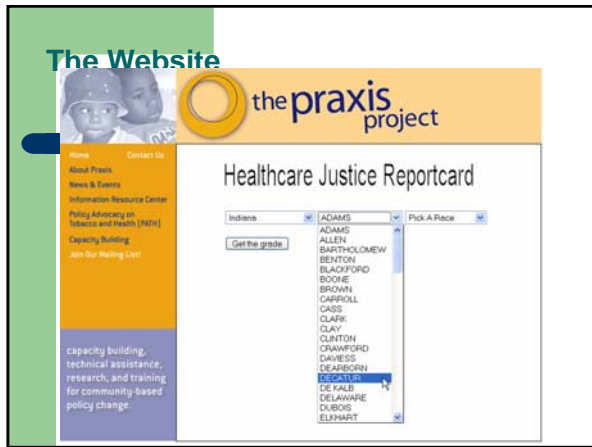 The Website
the praxis
project
Home Contact Us
About Praxis
News & Events
Information Resource Center
Policy Advocacy on
Tobacco and Health [PATH]
Capacity Building
Join Our Mailing List!
capacity building,
technical assistance,
research, and training
for community-based
policy change.
Healthcare Justice Reportcard
Indiana ADAMS Pick A Race
Get the grade
ADAMS
ALLEN
BARTHOLOMEW
BENTON
BLACKFORD
BOONE
BROWN
CARROLL
CASS
CLARK
CLAY
CLINTON
CRAWFORD
DAVIESS
DEARBORN
DECATUR
DE KALB
DELAWARE
DUBOIS
ELKHART